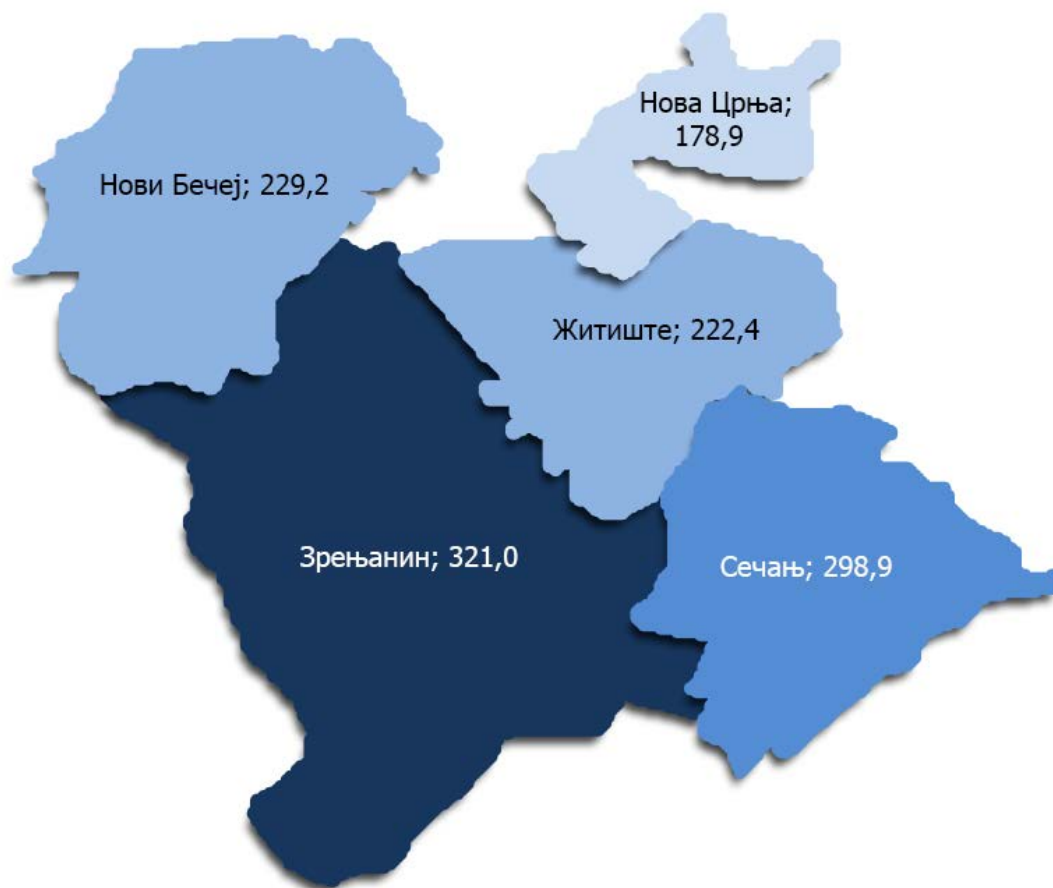 Нова Црња;
178,9
Нови Бечеј; 229,2
Житиште; 222,4
Зрењанин; 321,0
Сечањ; 298,9